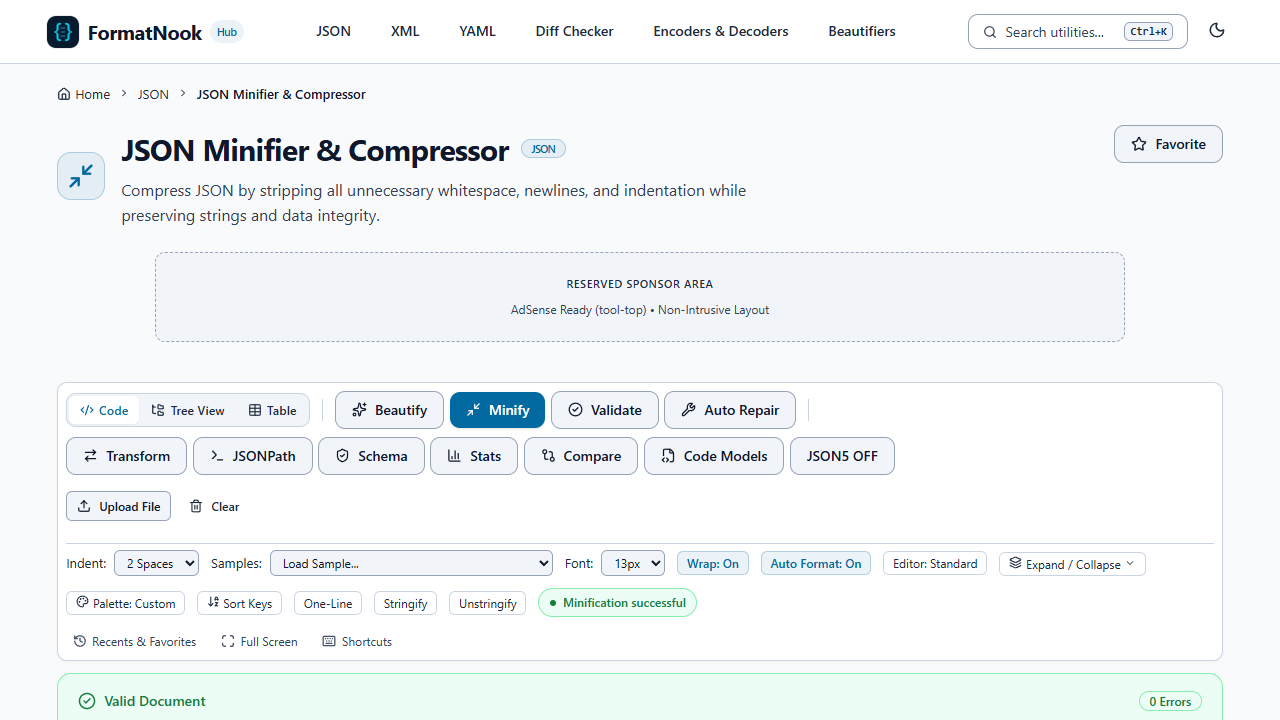 FormatNook Hub JSON XML YAML Diff Checker Encoders & Decoders Beautifiers Search utilities... Ctrl+K
Home JSON JSON Minifier & Compressor
JSON Minifier & Compressor JSON Favorite
Compress JSON by stripping all unnecessary whitespace, newlines, and indentation while
preserving strings and data integrity.
RESERVED SPONSOR AREA
AdSense Ready (tool-top) • Non-Intrusive Layout
Code Tree View Table Beautify Minify Validate Auto Repair
Transform JSONPath Schema Stats Compare Code Models JSON5 OFF
Upload File Clear
Indent: 2 Spaces Samples: Load Sample... Font: 13px Wrap: On Auto Format: On Editor: Standard Expand / Collapse
Palette: Custom Sort Keys One-Line Stringify Unstringify Minification successful
Recents & Favorites Full Screen Shortcuts
Valid Document 0 Errors